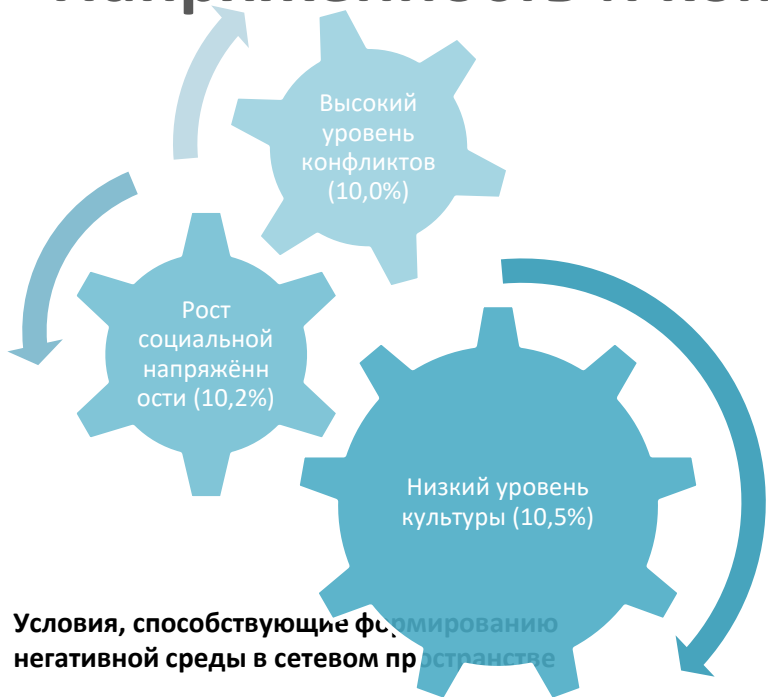 Высокий
уровень
конфликтов
(10,0%)
Рост
социальной
напряжённ
ости (10,2%)
Низкий уровень
культуры (10,5%)
Условия, способствующие формированию
негативной среды в сетевом пространстве